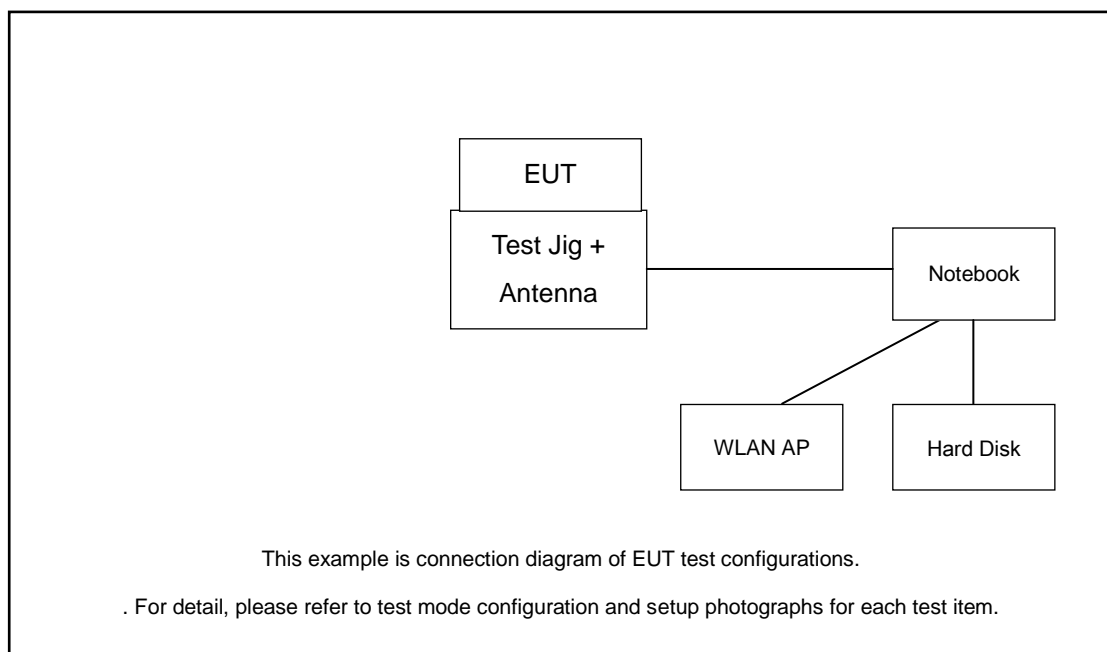 EUT
Test Jig +
Antenna
Notebook
WLAN AP
Hard Disk
This example is connection diagram of EUT test configurations.
. For detail, please refer to test mode configuration and setup photographs for each test item.